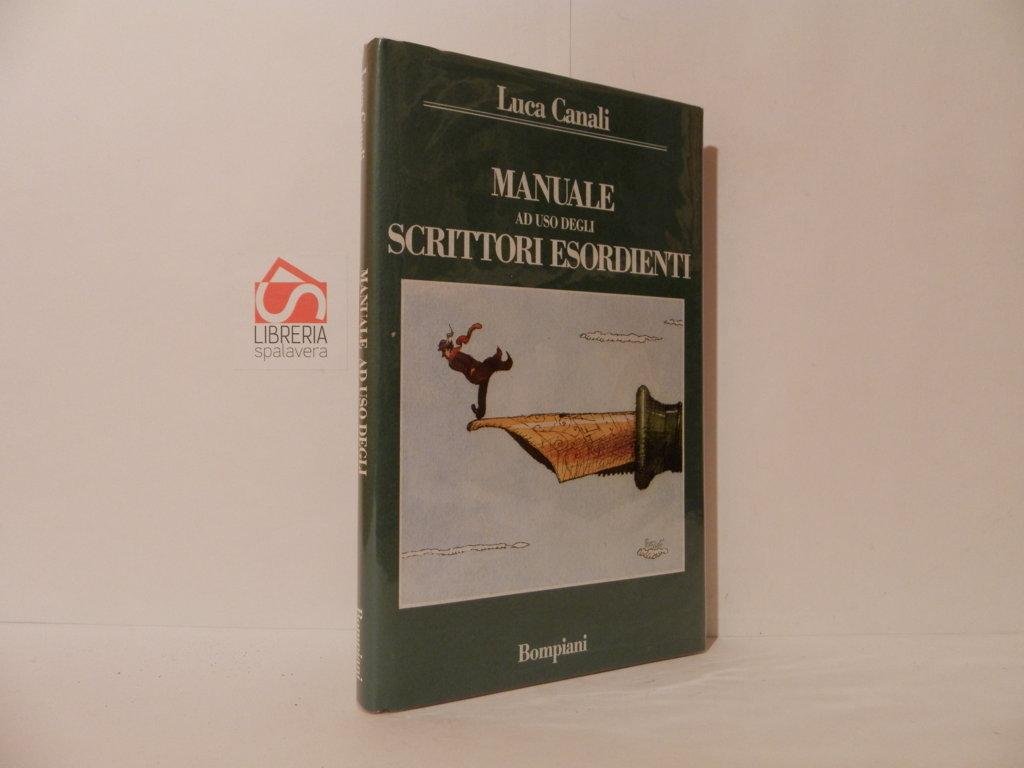 Luca Canali
MANUALE
AD USO DEGLI
SCRITTORI ESORDIENTI
Bompiani
MANUALE AD USO DEGLI
Bompiani
LIBRERIA
spalavera